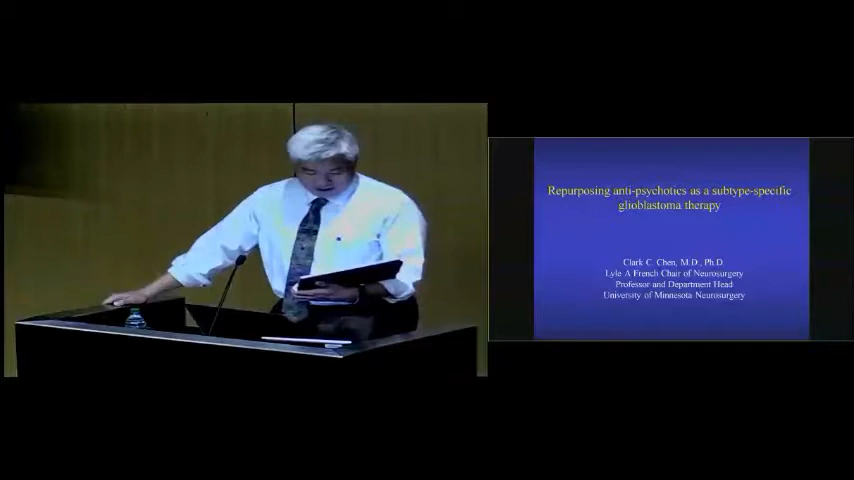 Repurposing anti-psychotics as a subtype-specific
glioblastoma therapy
Clark C. Chen, M.D., Ph.D
Lyle A French Chair of Neurosurgery
Professor and Department Head
University of Minnesota Neurosurgery